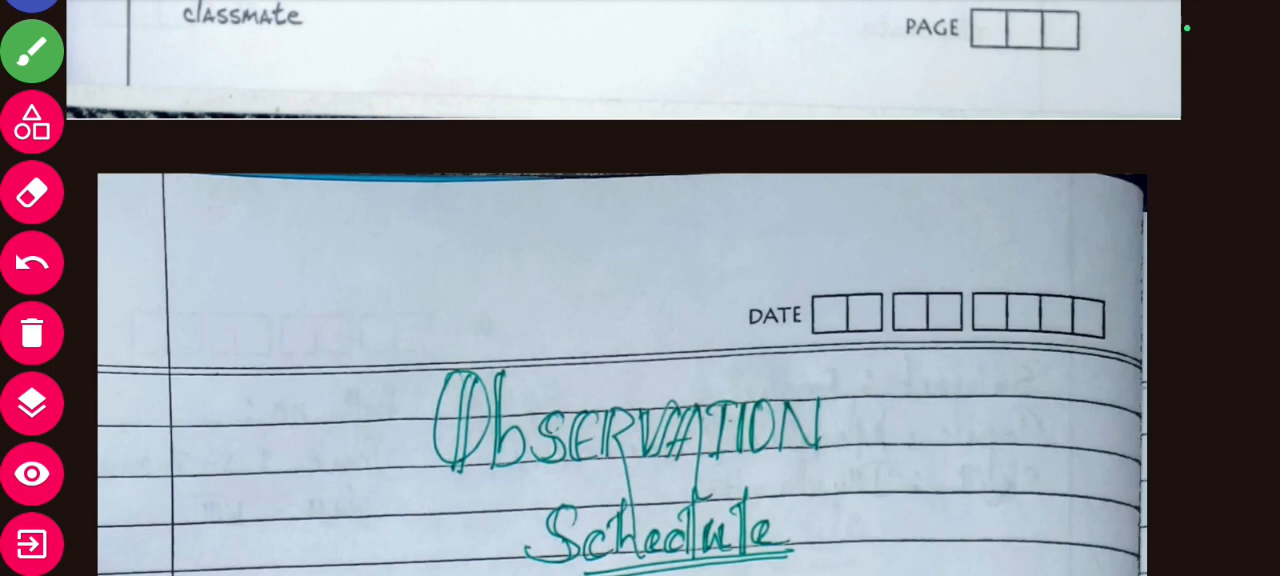 classmate
PAGE
DATE
OBSERVATION
Schedule